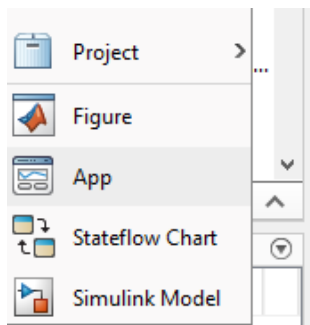 Project
...
Figure
App
Stateflow Chart
Simulink Model